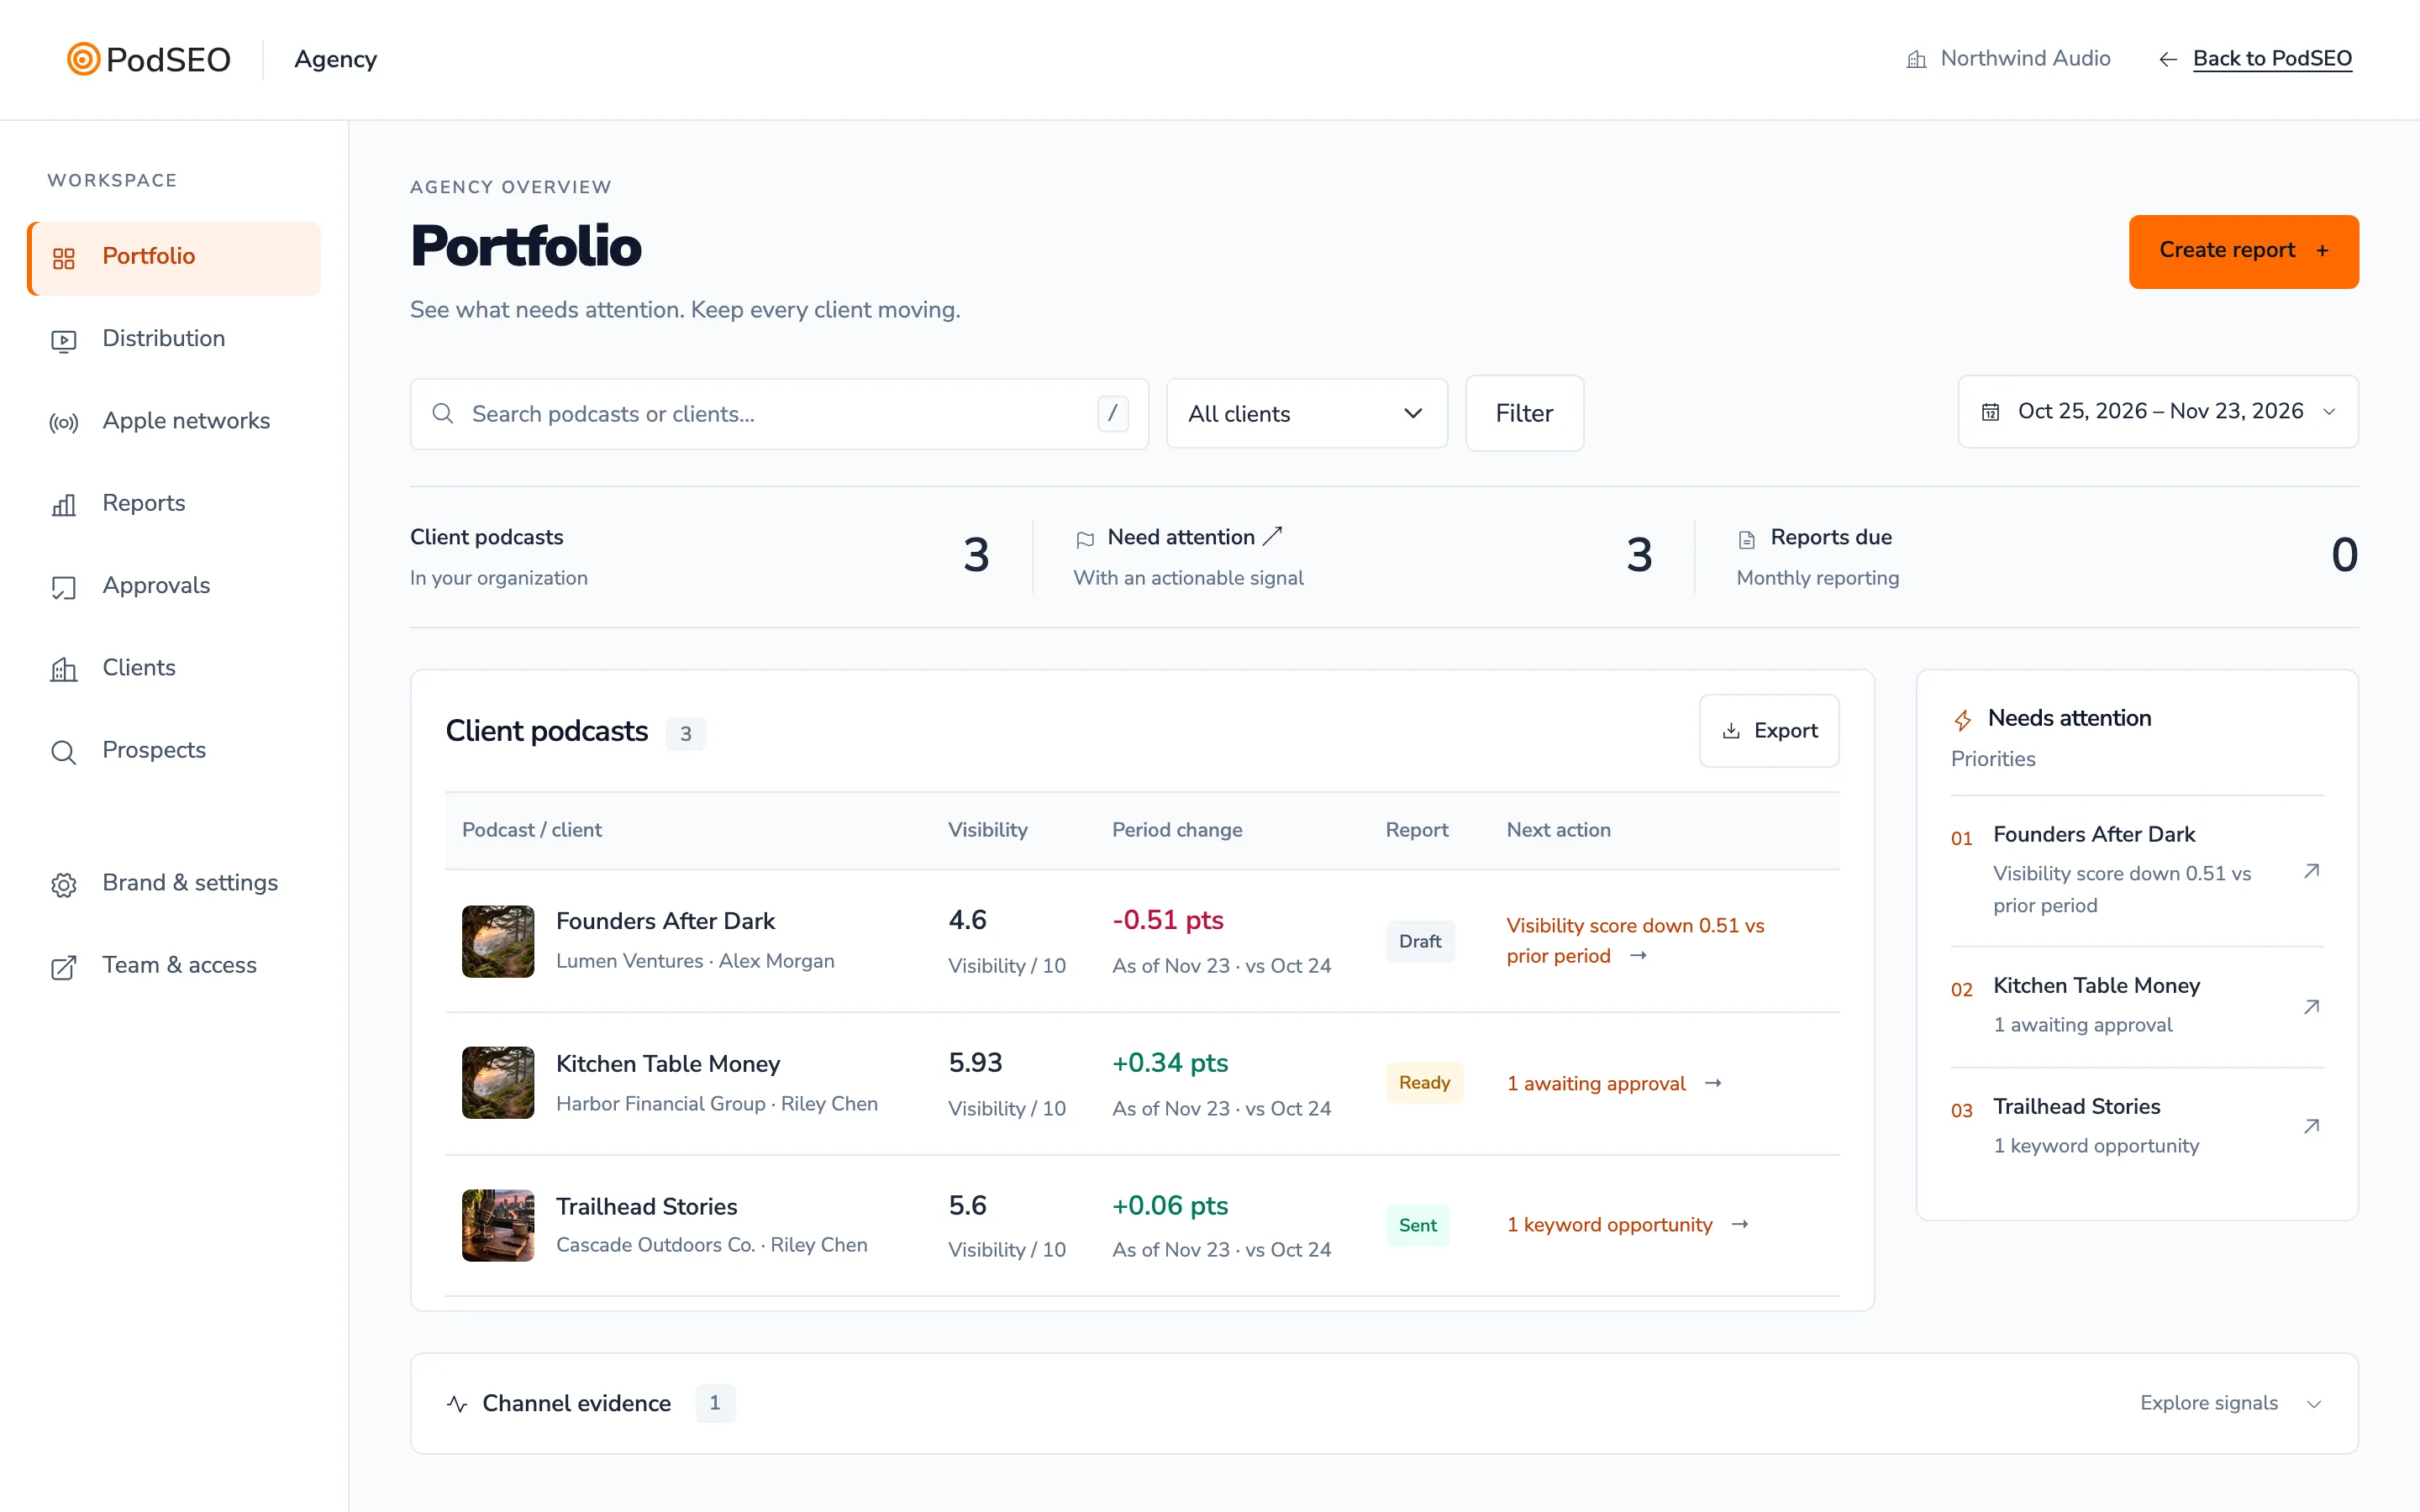 PodSEO
Agency
Northwind Audio
← Back to PodSEO
WORKSPACE
Portfolio
Distribution
Apple networks
Reports
Approvals
Clients
Prospects
Brand & settings
Team & access
AGENCY OVERVIEW
Portfolio
See what needs attention. Keep every client moving.
Create report +
Search podcasts or clients...
/
All clients
Filter
12
Oct 25, 2026 – Nov 23, 2026
Client podcasts
In your organization
3
Need attention
With an actionable signal
3
Reports due
Monthly reporting
0
Client podcasts 3
Export
Podcast / client Visibility Period change Report Next action
Founders After Dark
Lumen Ventures · Alex Morgan
4.6
Visibility / 10
-0.51 pts
As of Nov 23 · vs Oct 24
Draft
Visibility score down 0.51 vs
prior period →
Kitchen Table Money
Harbor Financial Group · Riley Chen
5.93
Visibility / 10
+0.34 pts
As of Nov 23 · vs Oct 24
Ready
1 awaiting approval →
Trailhead Stories
Cascade Outdoors Co. · Riley Chen
5.6
Visibility / 10
+0.06 pts
As of Nov 23 · vs Oct 24
Sent
1 keyword opportunity →
Needs attention
Priorities
01 Founders After Dark
Visibility score down 0.51 vs
prior period
02 Kitchen Table Money
1 awaiting approval
03 Trailhead Stories
1 keyword opportunity
Channel evidence 1
Explore signals